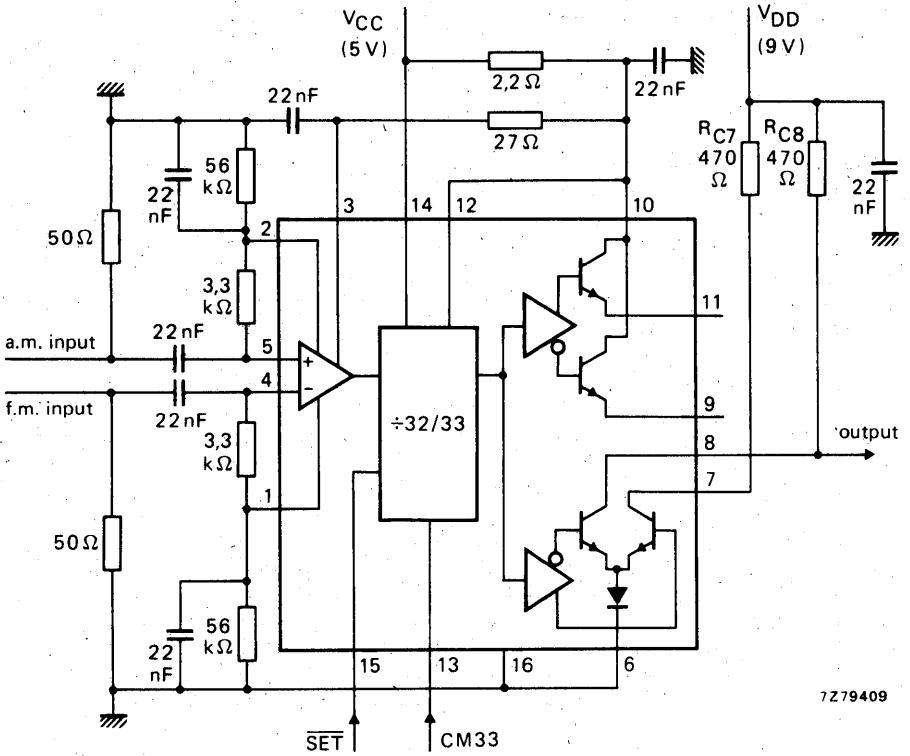 VCC
(5 V)
VDD
(9 V)
2,2 Ω
22 nF
22 nF
27 Ω
RC7
470
Ω
RC8
470
Ω
22
nF
56
kΩ
22
nF
50 Ω
3
14
12
10
2
3,3
kΩ
11
22 nF
a.m. input
5
+
4
−
f.m. input
22 nF
9
÷32/33
8
output
3,3
kΩ
7
1
50 Ω
56
kΩ
22
nF
15
13
16
6
7Z79409
SET
CM33